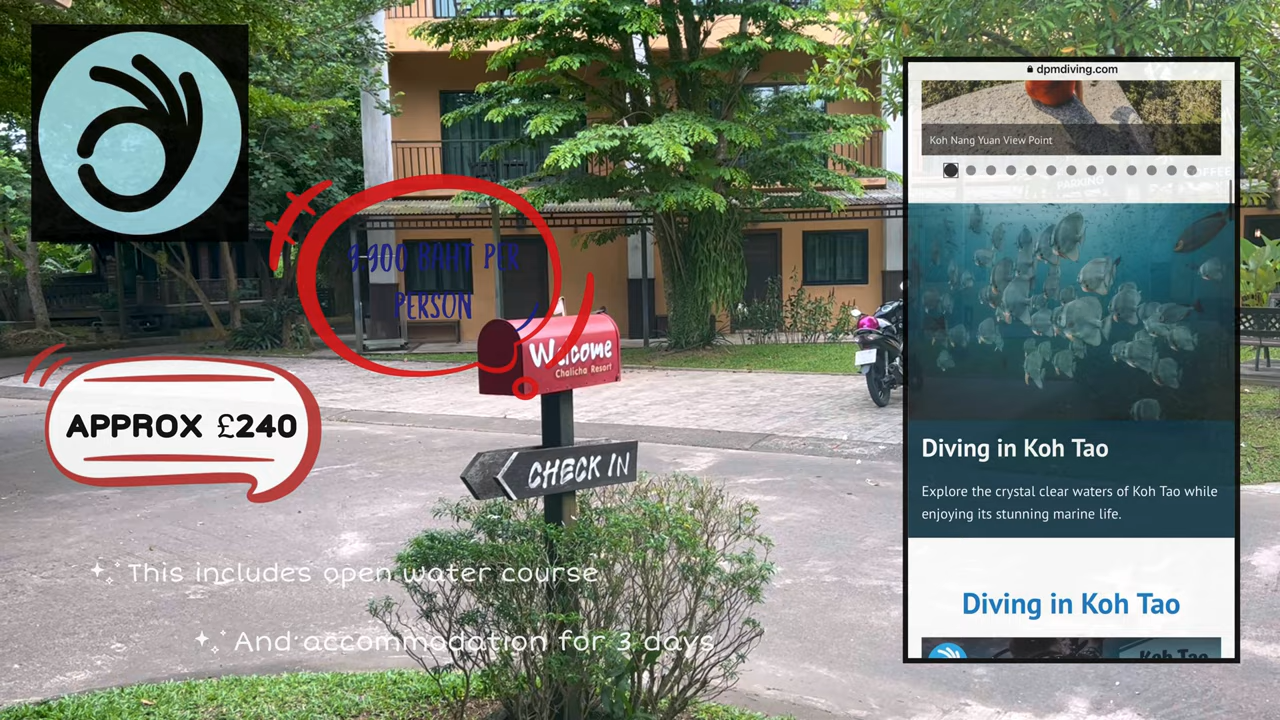 dpmdiving.com
Koh Nang Yuan View Point
PARKING
COFFEE
BAHT PER
PERSON
Welcome
Chalicha Resort
APPROX £240
CHECK IN
Diving in Koh Tao
Explore the crystal clear waters of Koh Tao while
enjoying its stunning marine life.
This includes open water course
Diving in Koh Tao
And accommodation for 3 days
Koh Tao